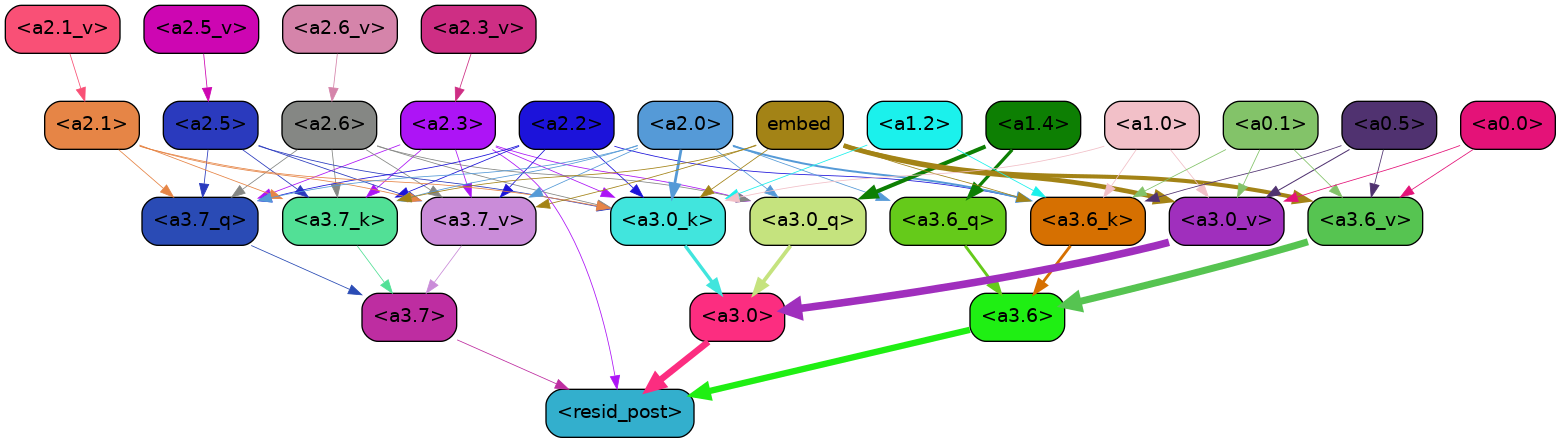 <a2.1_v> <a2.5_v> <a2.6_v> <a2.3_v>
<a2.1> <a2.5> <a2.6> <a2.3> <a2.2> <a2.0> embed <a1.2> <a1.4> <a1.0> <a0.1> <a0.5> <a0.0>
<a3.7_q> <a3.7_k> <a3.7_v> <a3.0_k> <a3.0_q> <a3.6_q> <a3.6_k> <a3.0_v> <a3.6_v>
<a3.7> <a3.0> <a3.6>
<resid_post>